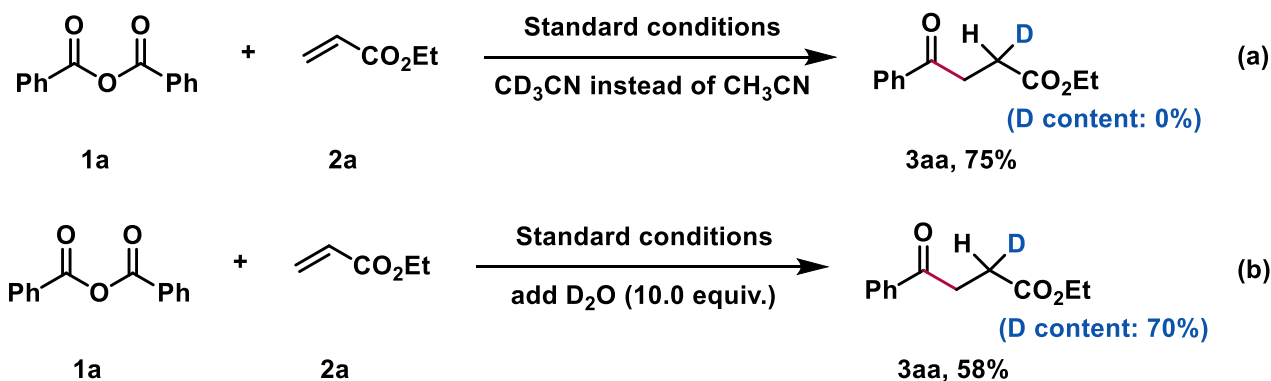 O O + CO2Et Standard conditions O H D (a)
Ph O Ph CD3CN instead of CH3CN Ph CO2Et
(D content: 0%)
1a 2a 3aa, 75%
O O + CO2Et Standard conditions O H D (b)
Ph O Ph add D2O (10.0 equiv.) Ph CO2Et
(D content: 70%)
1a 2a 3aa, 58%